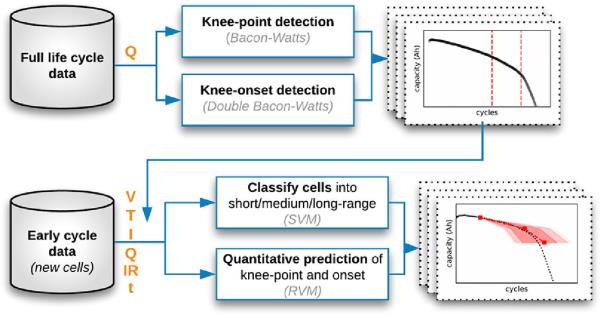 Full life cycle
data
Q
Knee-point detection
(Bacon-Watts)
Knee-onset detection
(Double Bacon-Watts)
capacity (Ah)
cycles
Early cycle
data
(new cells)
V
T
I
Q
IR
t
Classify cells into
short/medium/long-range
(SVM)
Quantitative prediction of
knee-point and onset
(RVM)
capacity (Ah)
cycles